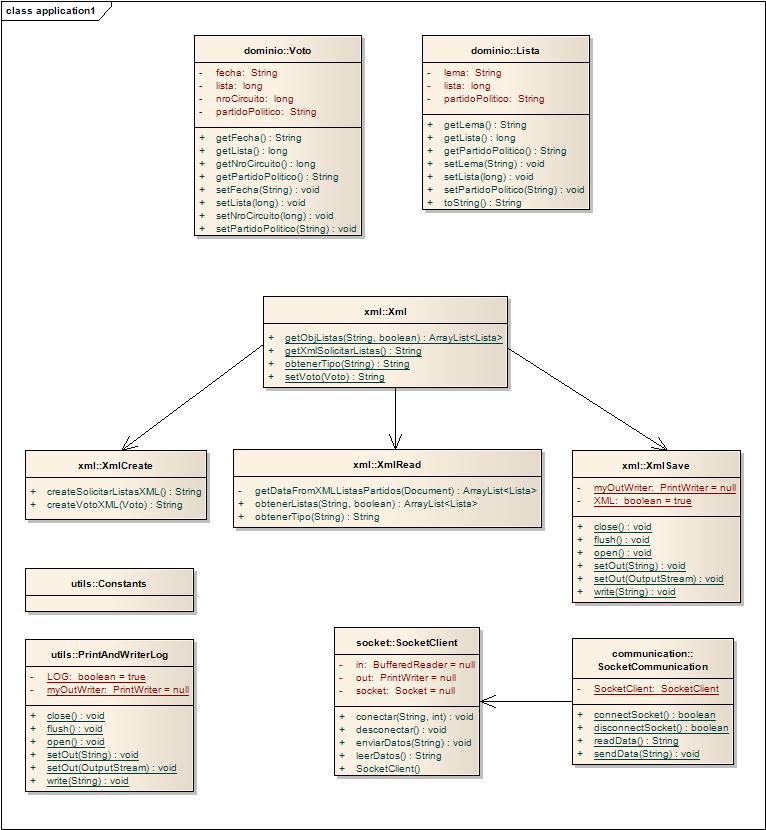 class application1
dominio::Voto
- fecha: String
- lista: long
- nroCircuito: long
- partidoPolitico: String
+ getFecha() : String
+ getLista() : long
+ getNroCircuito() : long
+ getPartidoPolitico() : String
+ setFecha(String) : void
+ setLista(long) : void
+ setNroCircuito(long) : void
+ setPartidoPolitico(String) : void
dominio::Lista
- lema: String
- lista: long
- partidoPolitico: String
+ getLema() : String
+ getLista() : long
+ getPartidoPolitico() : String
+ setLema(String) : void
+ setLista(long) : void
+ setPartidoPolitico(String) : void
+ toString() : String
xml::Xml
+ getObjListas(String, boolean) : ArrayList<Lista>
+ getXmlSolicitarListas() : String
+ obtenerTipo(String) : String
+ setVoto(Voto) : String
xml::XmlCreate
+ createSolicitarListasXML() : String
+ createVotoXML(Voto) : String
xml::XmlRead
- getDataFromXMLListasPartidos(Document) : ArrayList<Lista>
+ obtenerListas(String, boolean) : ArrayList<Lista>
+ obtenerTipo(String) : String
xml::XmlSave
- myOutWriter: PrintWriter = null
- XML: boolean = true
+ close() : void
+ flush() : void
+ open() : void
+ setOut(String) : void
+ setOut(OutputStream) : void
+ write(String) : void
utils::Constants
utils::PrintAndWriterLog
- LOG: boolean = true
- myOutWriter: PrintWriter = null
+ close() : void
+ flush() : void
+ open() : void
+ setOut(String) : void
+ setOut(OutputStream) : void
+ write(String) : void
socket::SocketClient
- in: BufferedReader = null
- out: PrintWriter = null
- socket: Socket = null
+ conectar(String, int) : void
+ desconectar() : void
+ enviarDatos(String) : void
+ leerDatos() : String
+ SocketClient()
communication::
SocketCommunication
- SocketClient: SocketClient
+ connectSocket() : boolean
+ disconnectSocket() : boolean
+ readData() : String
+ sendData(String) : void